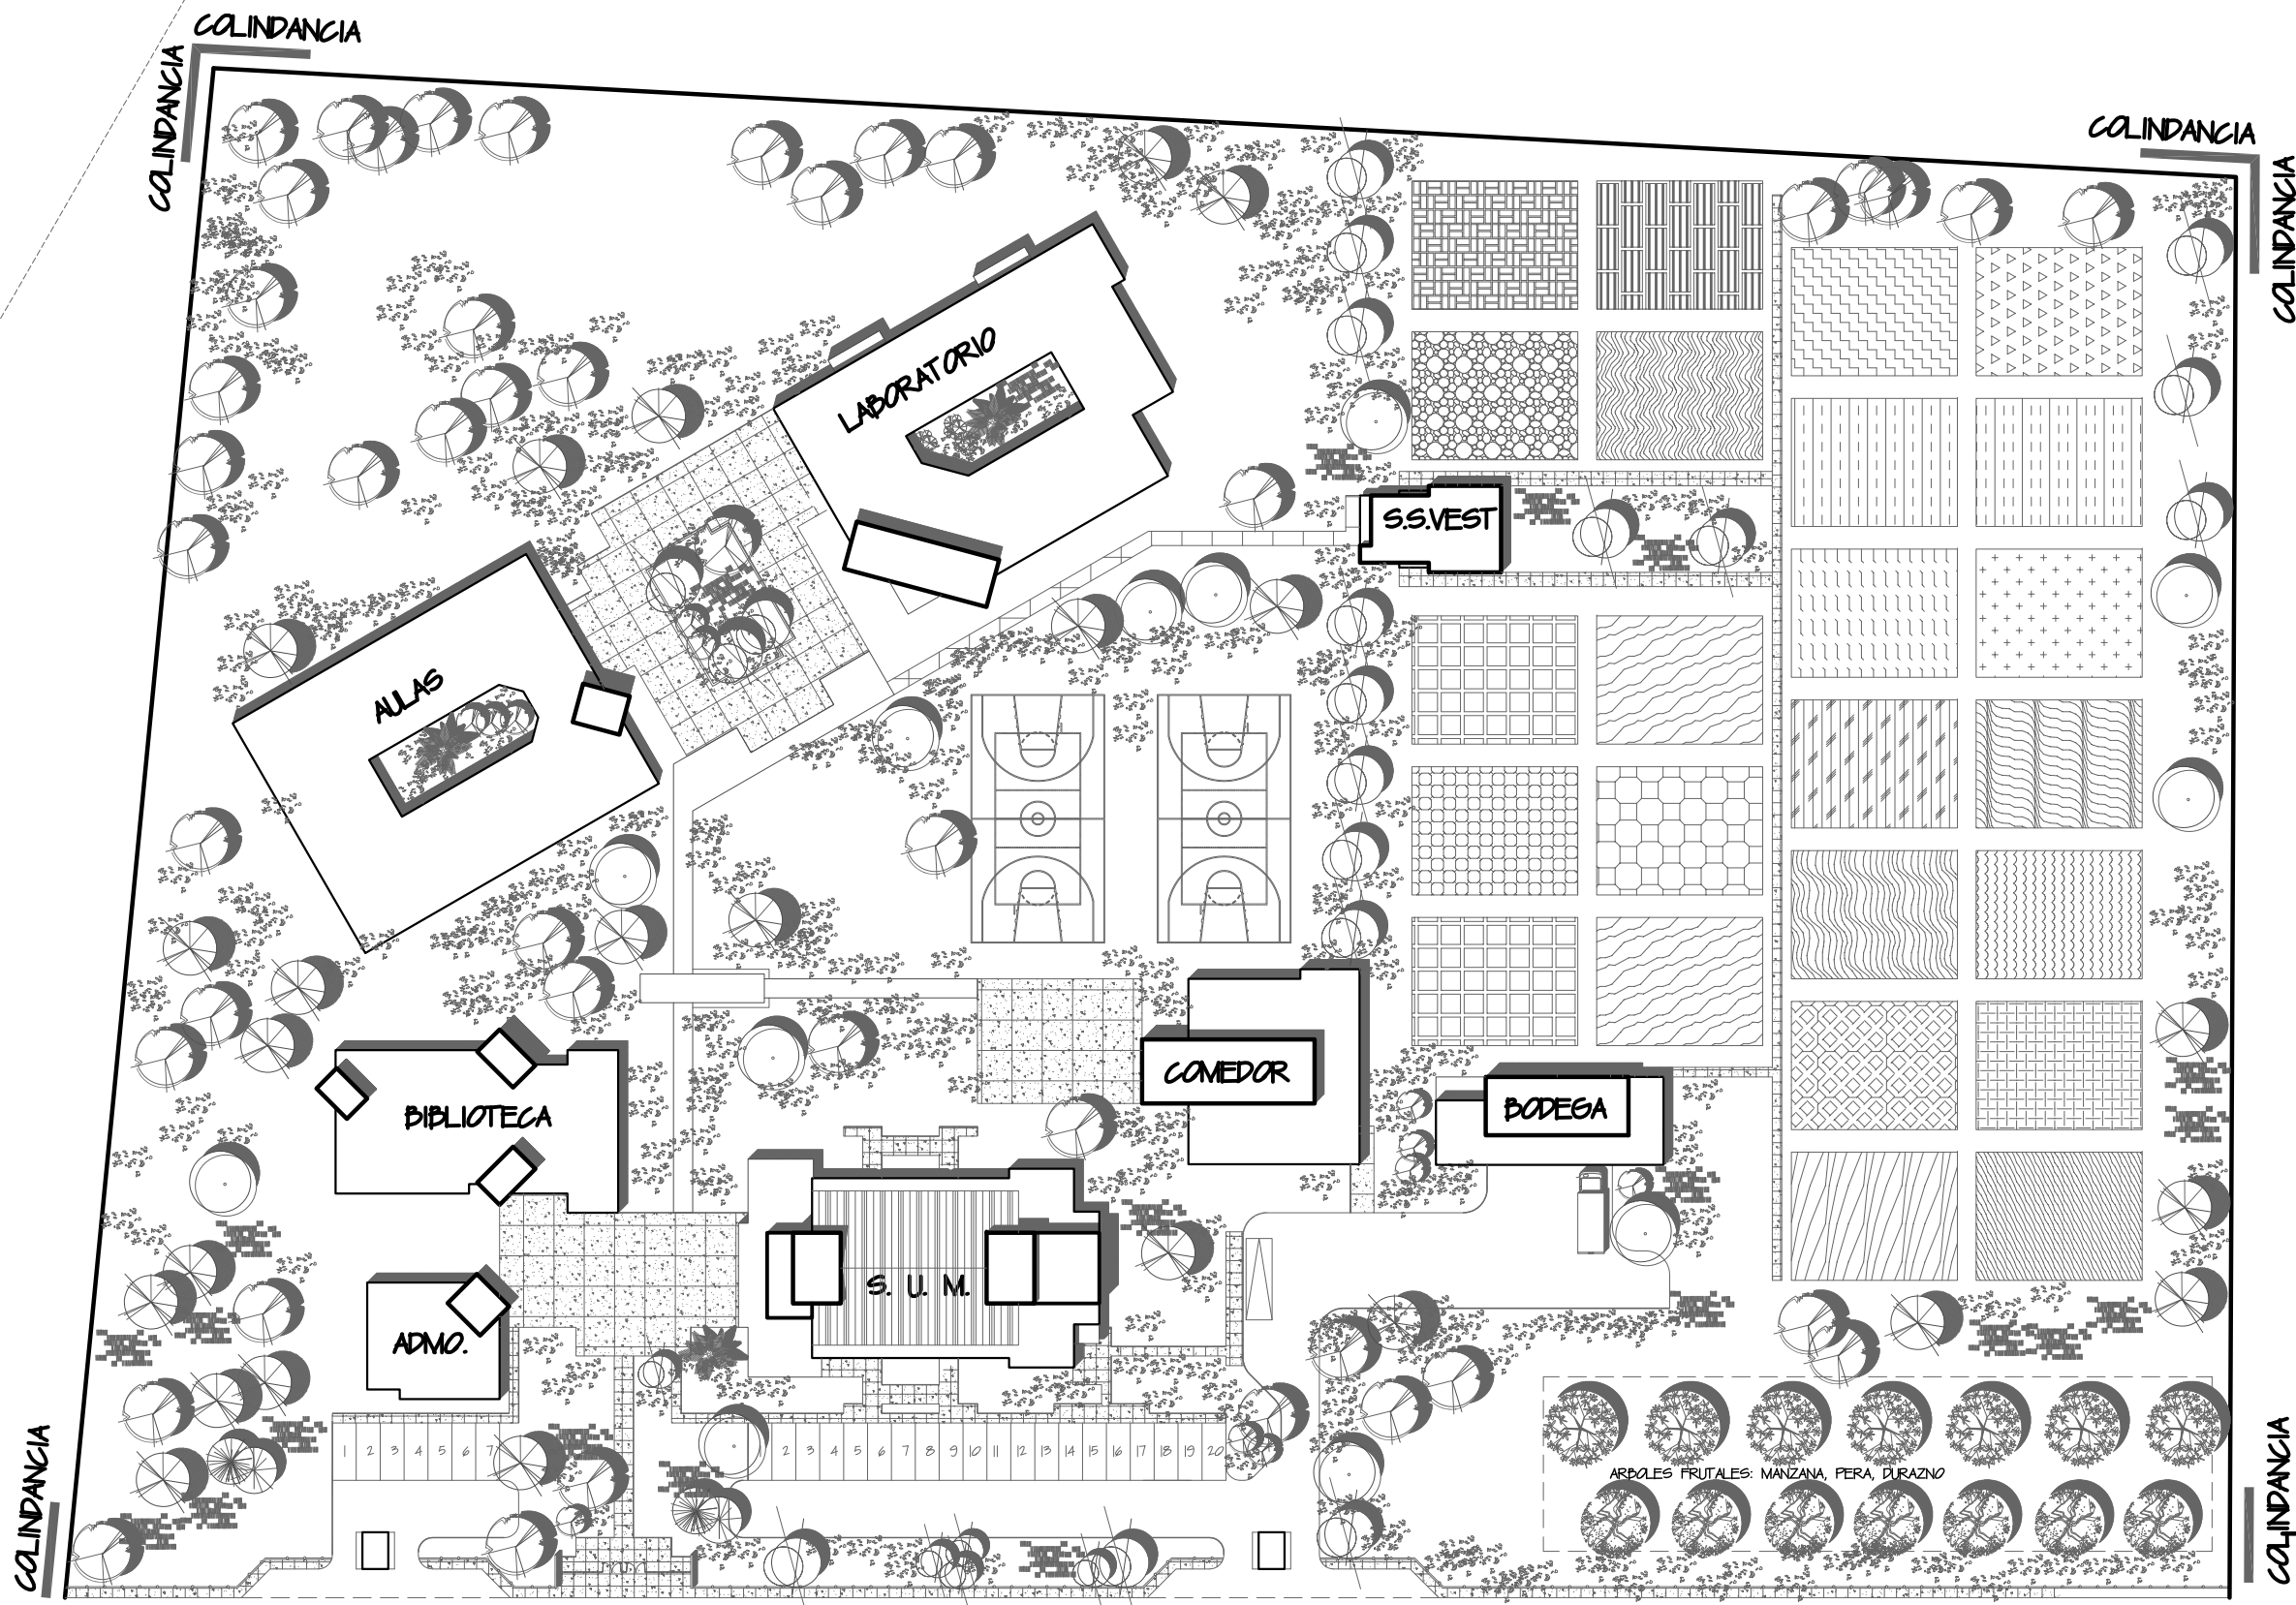 COLINDANCIA
COLINDANCIA
COLINDANCIA
COLINDANCIA
LABORATORIO
S.S.VEST
AULAS
COMEDOR
BODEGA
BIBLIOTECA
S. U. M.
ADMO.
1 2 3 4 5 6 7
2 3 4 5 6 7 8 9 10 11 12 13 14 15 16 17 18 19 20
ARBOLES FRUTALES: MANZANA, PERA, DURAZNO
COLINDANCIA
COLINDANCIA